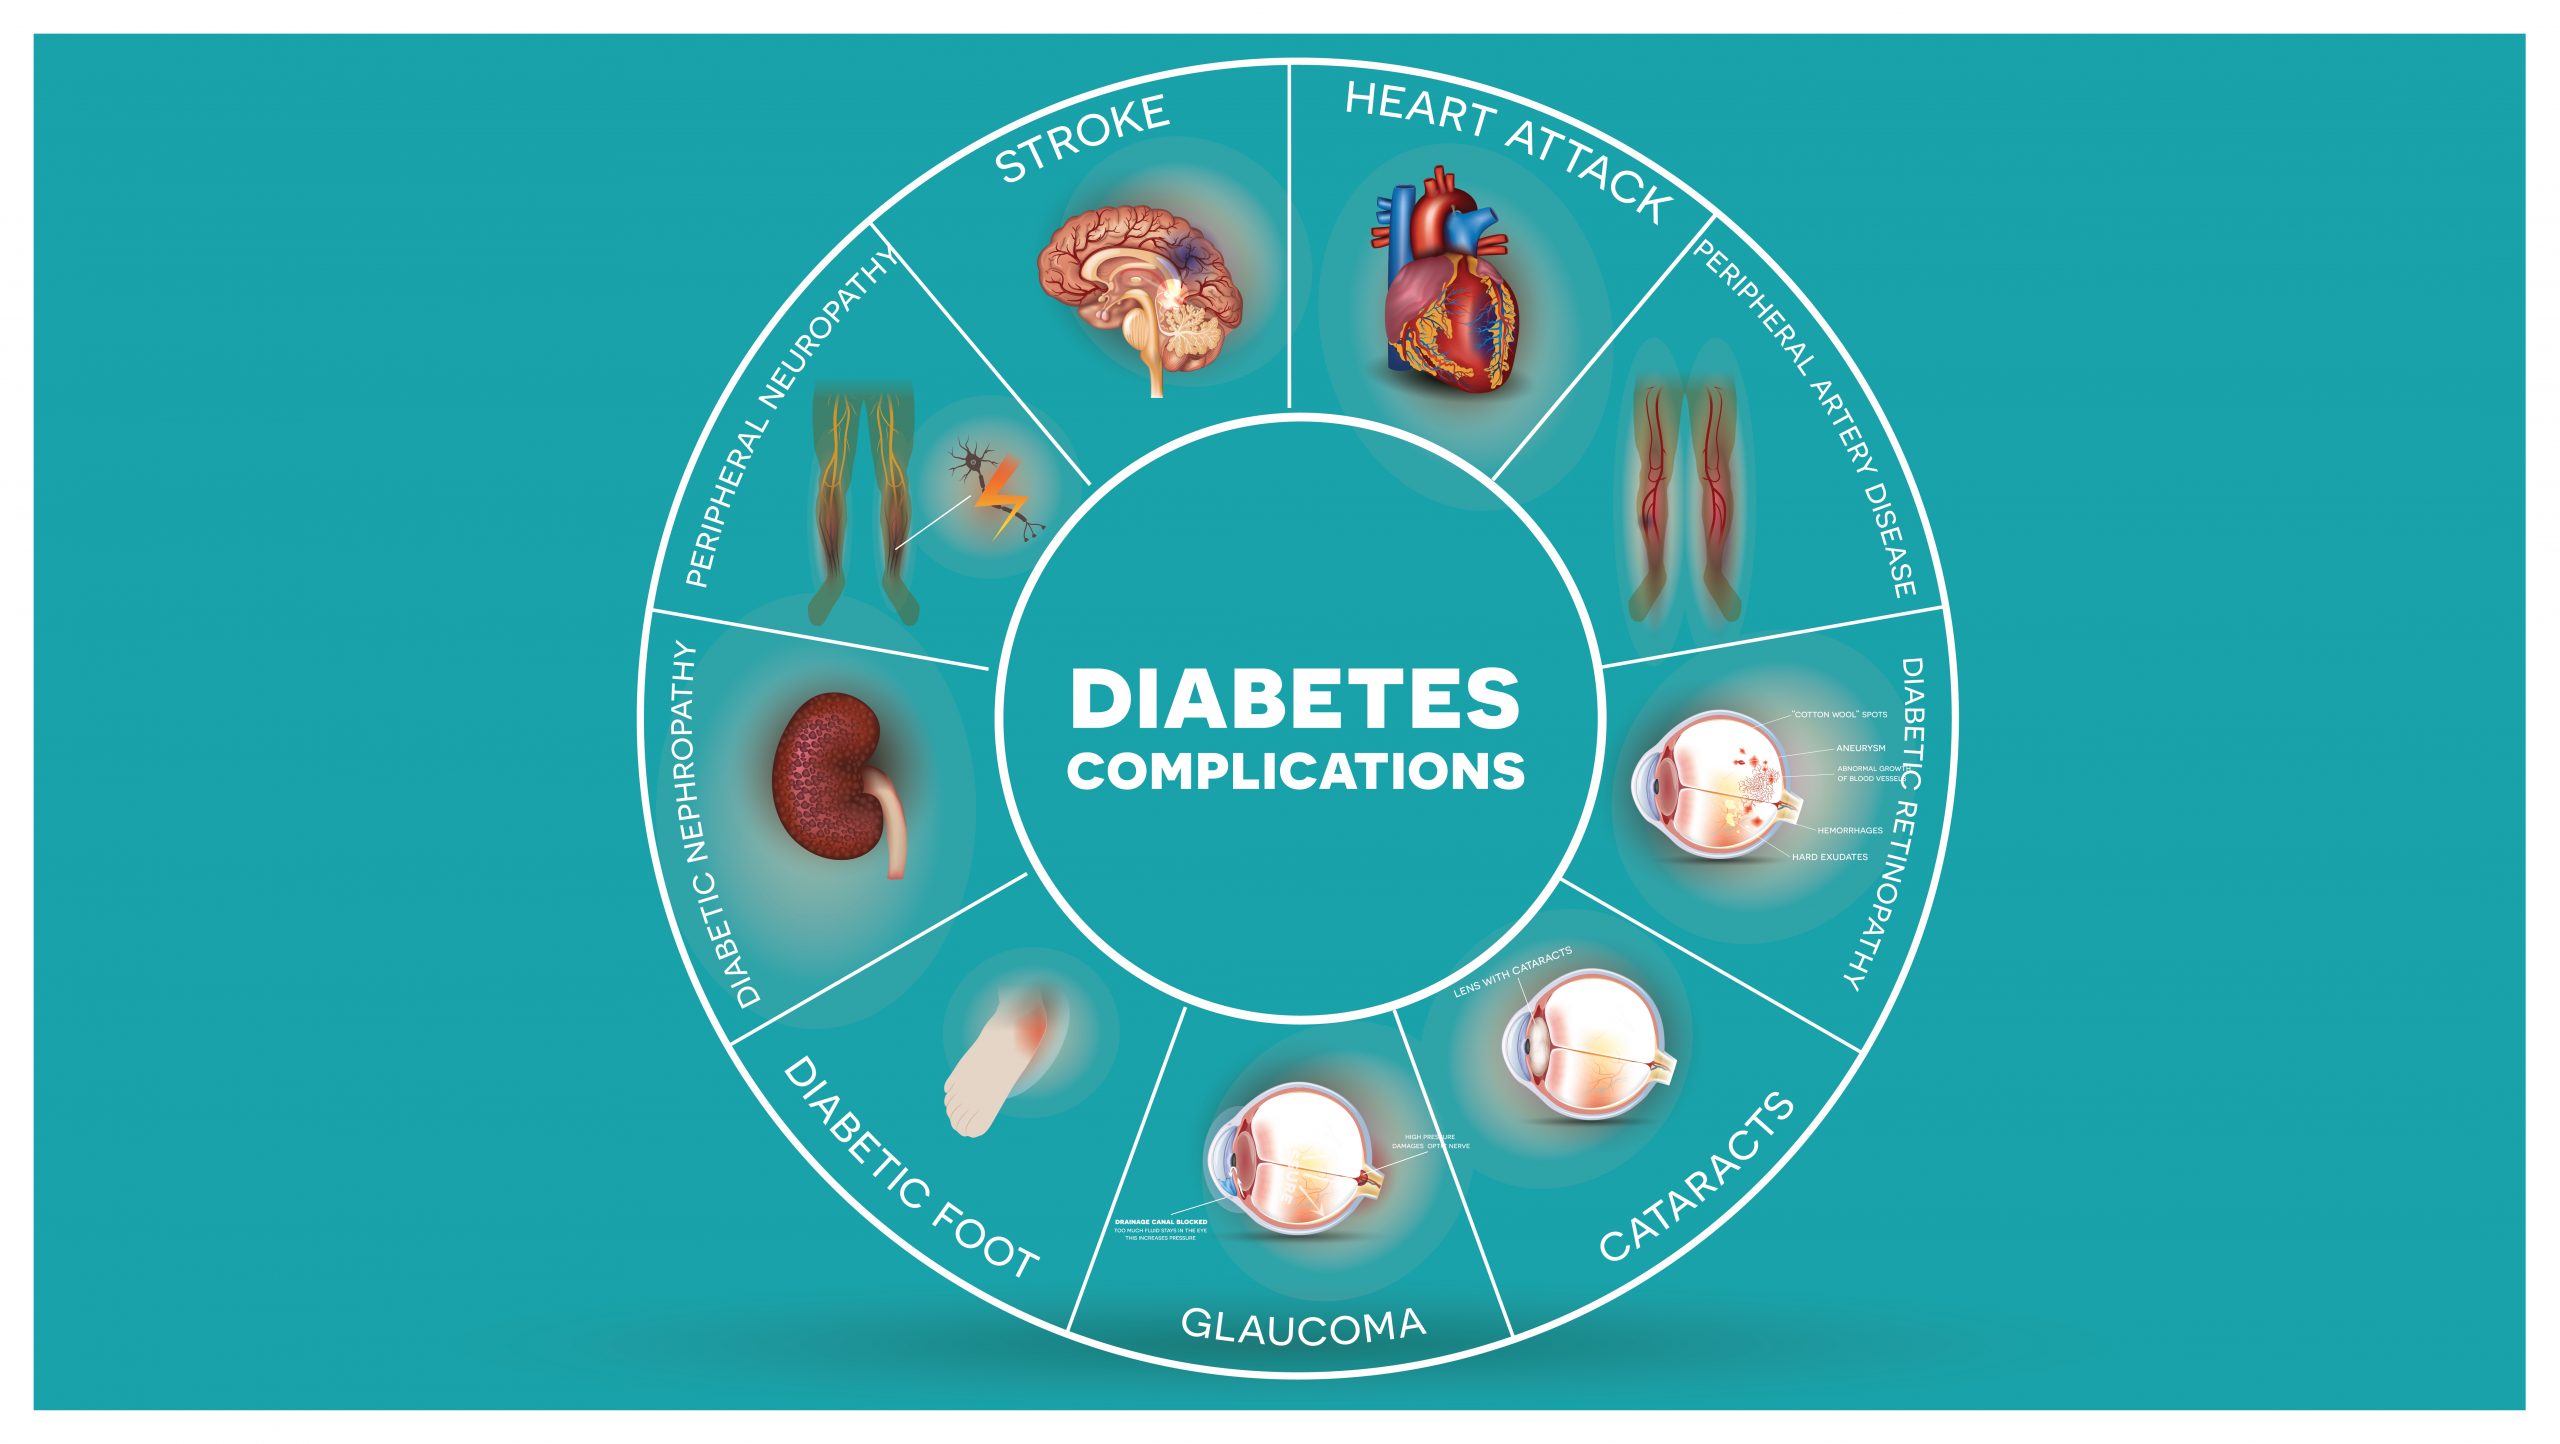 STROKE
HEART ATTACK
PERIPHERAL NEUROPATHY
PERIPHERAL ARTERY DISEASE
DIABETES
COMPLICATIONS
DIABETIC NEPHROPATHY
DIABETIC RETINOPATHY
"COTTON WOOL" SPOTS
ANEURYSM
ABNORMAL GROWTH
OF BLOOD VESSELS
HEMORRHAGES
HARD EXUDATES
LENS WITH CATARACTS
CATARACTS
DIABETIC FOOT
HIGH PRESSURE
DAMAGES OPTIC NERVE
DRAINAGE CANAL BLOCKED
TOO MUCH FLUID STAYS IN THE EYE
THIS INCREASES PRESSURE
GLAUCOMA